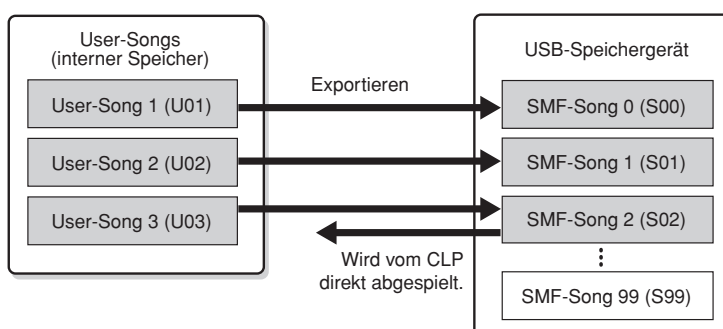 User-Songs
(interner Speicher)
User-Song 1 (U01)
User-Song 2 (U02)
User-Song 3 (U03)
Exportieren
Wird vom CLP
direkt abgespielt.
USB-Speichergerät
SMF-Song 0 (S00)
SMF-Song 1 (S01)
SMF-Song 2 (S02)
SMF-Song 99 (S99)